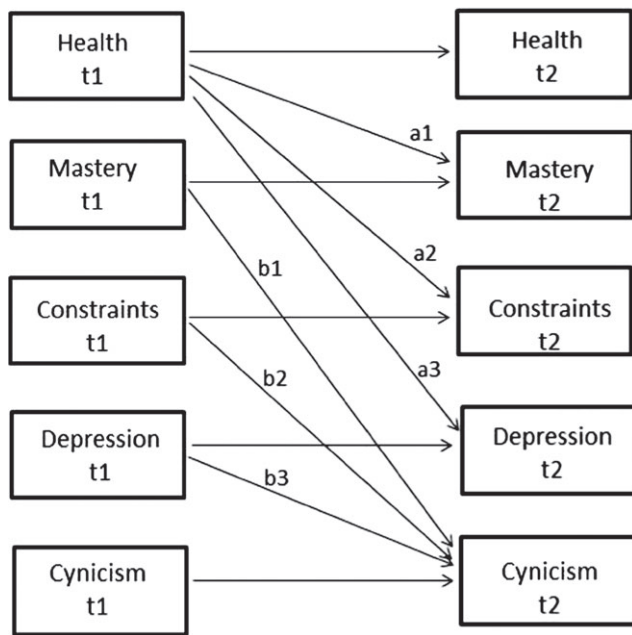 Health
t1
Health
t2
a1
Mastery
t1
Mastery
t2
a2
b1
Constraints
t1
Constraints
t2
b2
a3
Depression
t1
Depression
t2
b3
Cynicism
t1
Cynicism
t2